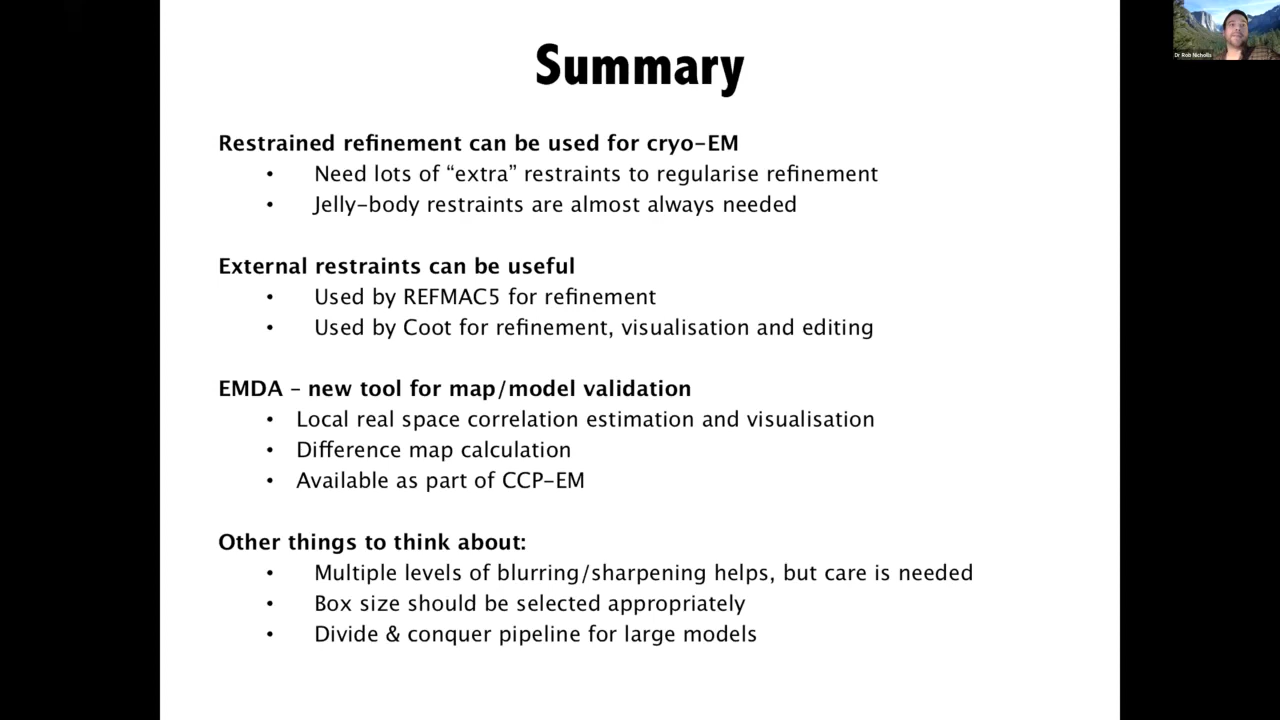 Summary
Dr Rob Nicholls
Restrained refinement can be used for cryo-EM
• Need lots of “extra” restraints to regularise refinement
• Jelly-body restraints are almost always needed
External restraints can be useful
• Used by REFMAC5 for refinement
• Used by Coot for refinement, visualisation and editing
EMDA – new tool for map/model validation
• Local real space correlation estimation and visualisation
• Difference map calculation
• Available as part of CCP-EM
Other things to think about:
• Multiple levels of blurring/sharpening helps, but care is needed
• Box size should be selected appropriately
• Divide & conquer pipeline for large models